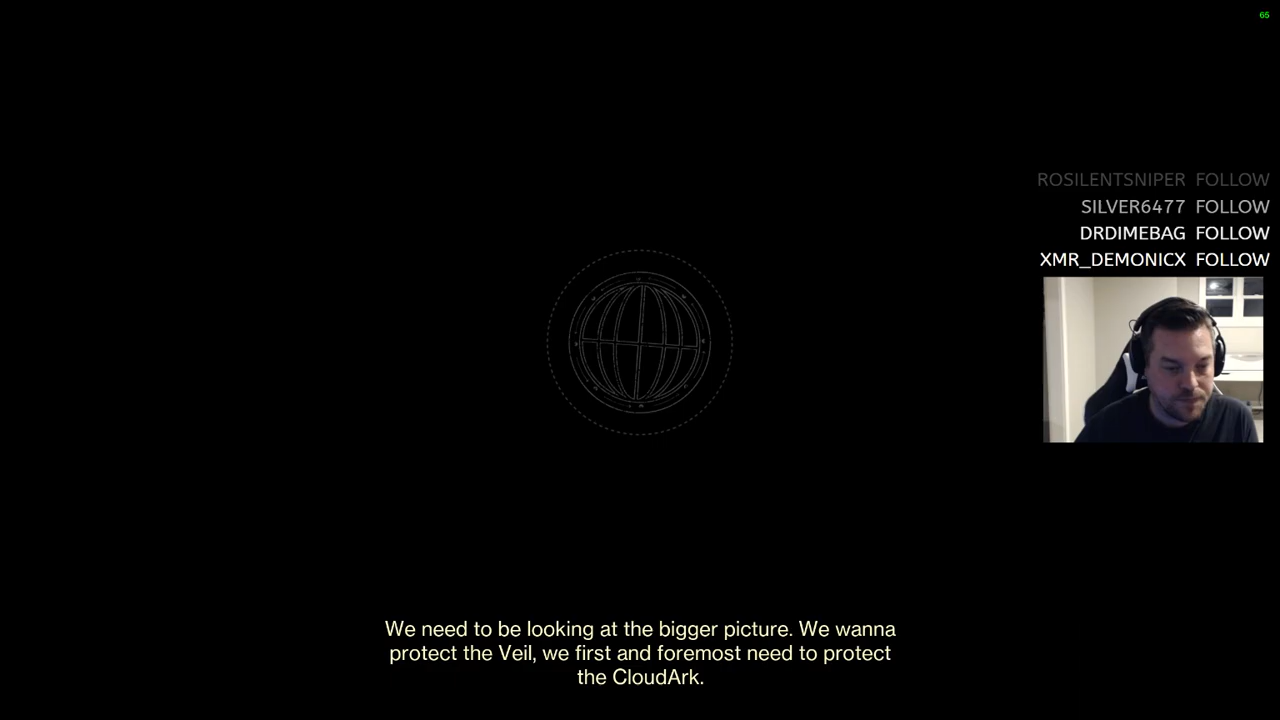 65
ROSILENTSNIPER FOLLOW
SILVER6477 FOLLOW
DRDIMEBAG FOLLOW
XMR_DEMONICX FOLLOW
We need to be looking at the bigger picture. We wanna
protect the Veil, we first and foremost need to protect
the CloudArk.